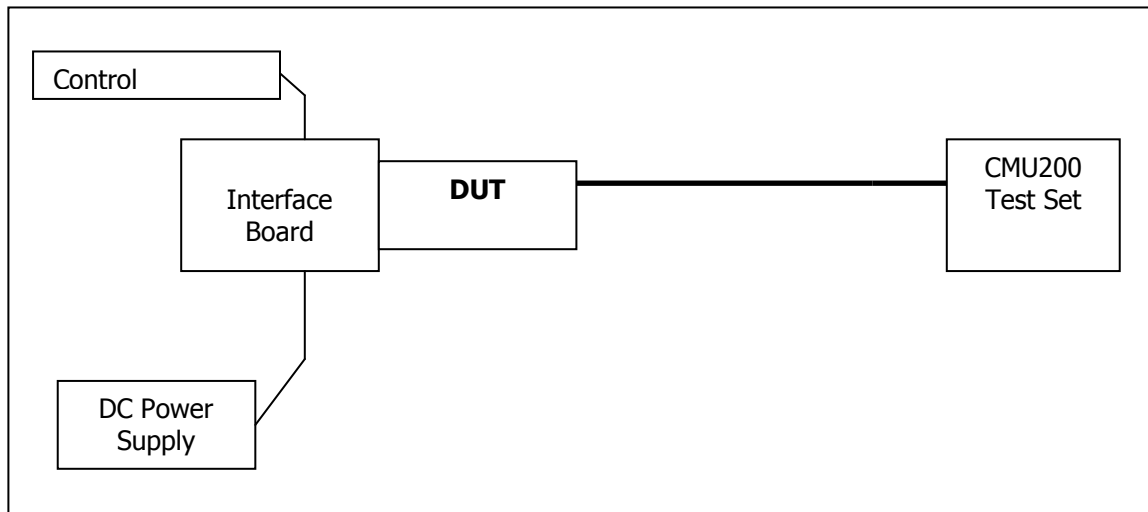 Control
Interface
Board
DUT
CMU200
Test Set
DC Power
Supply